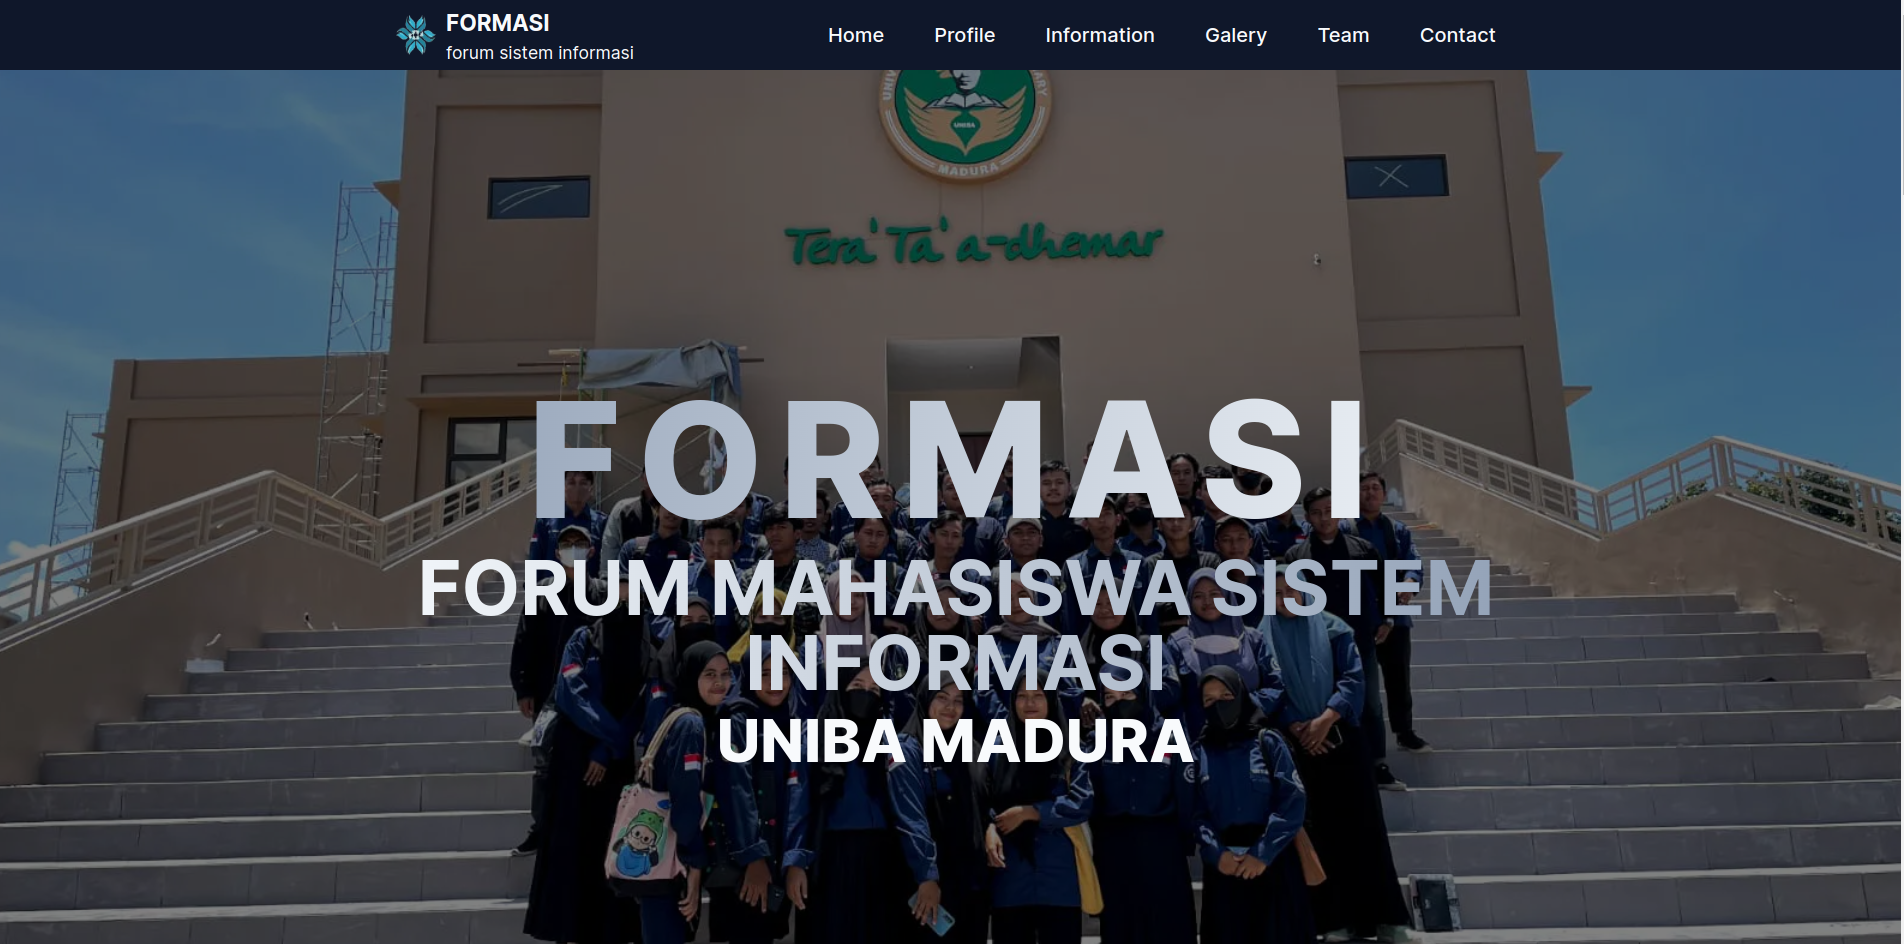 FORMASI
forum sistem informasi
Home Profile Information Galery Team Contact
MADURA
UNIBA
Tera' Ta' a-dhemar
FORMASI
FORUM MAHASISWA SISTEM
INFORMASI
UNIBA MADURA